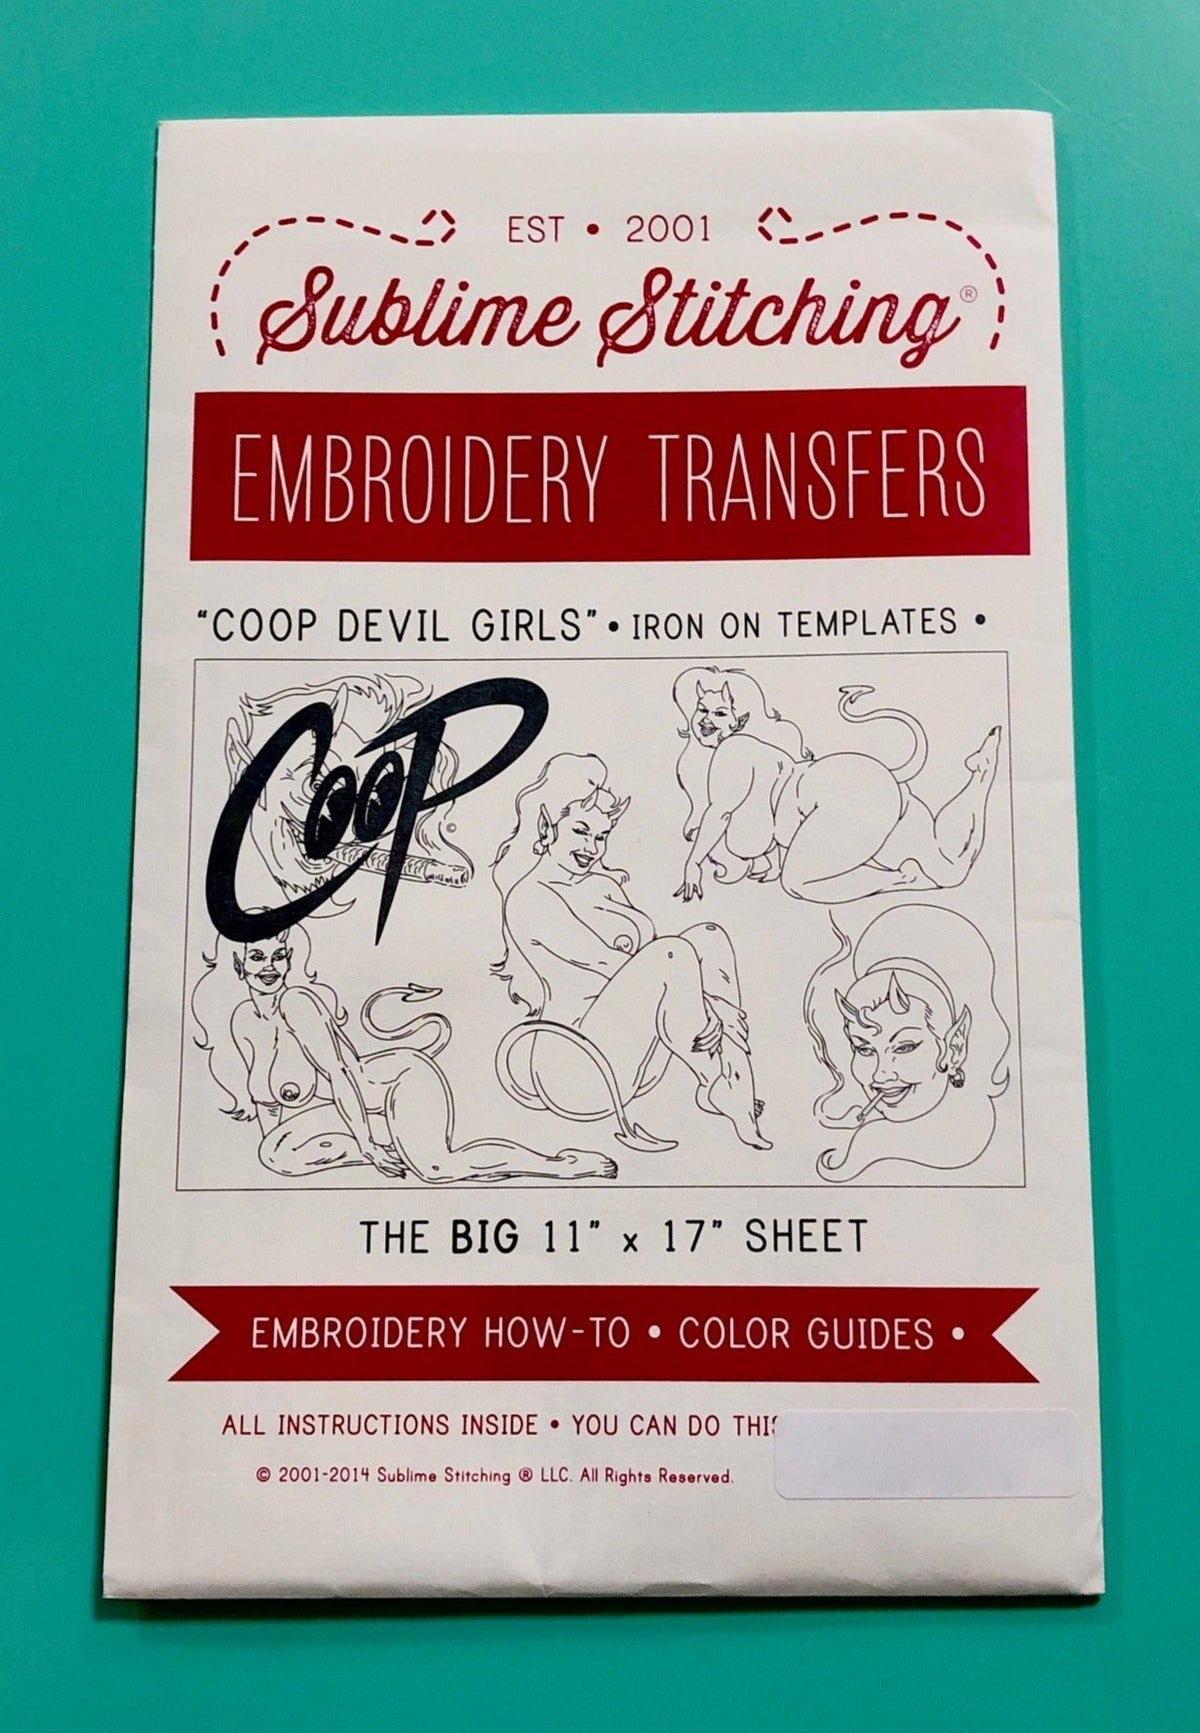 EST • 2001
Sublime Stitching®
EMBROIDERY TRANSFERS
"COOP DEVIL GIRLS" • IRON ON TEMPLATES •
COOP
©
THE BIG 11" x 17" SHEET
EMBROIDERY HOW-TO • COLOR GUIDES •
ALL INSTRUCTIONS INSIDE • YOU CAN DO
© 2001-2014 Sublime Stitching ® LLC. All Rights Reserved.